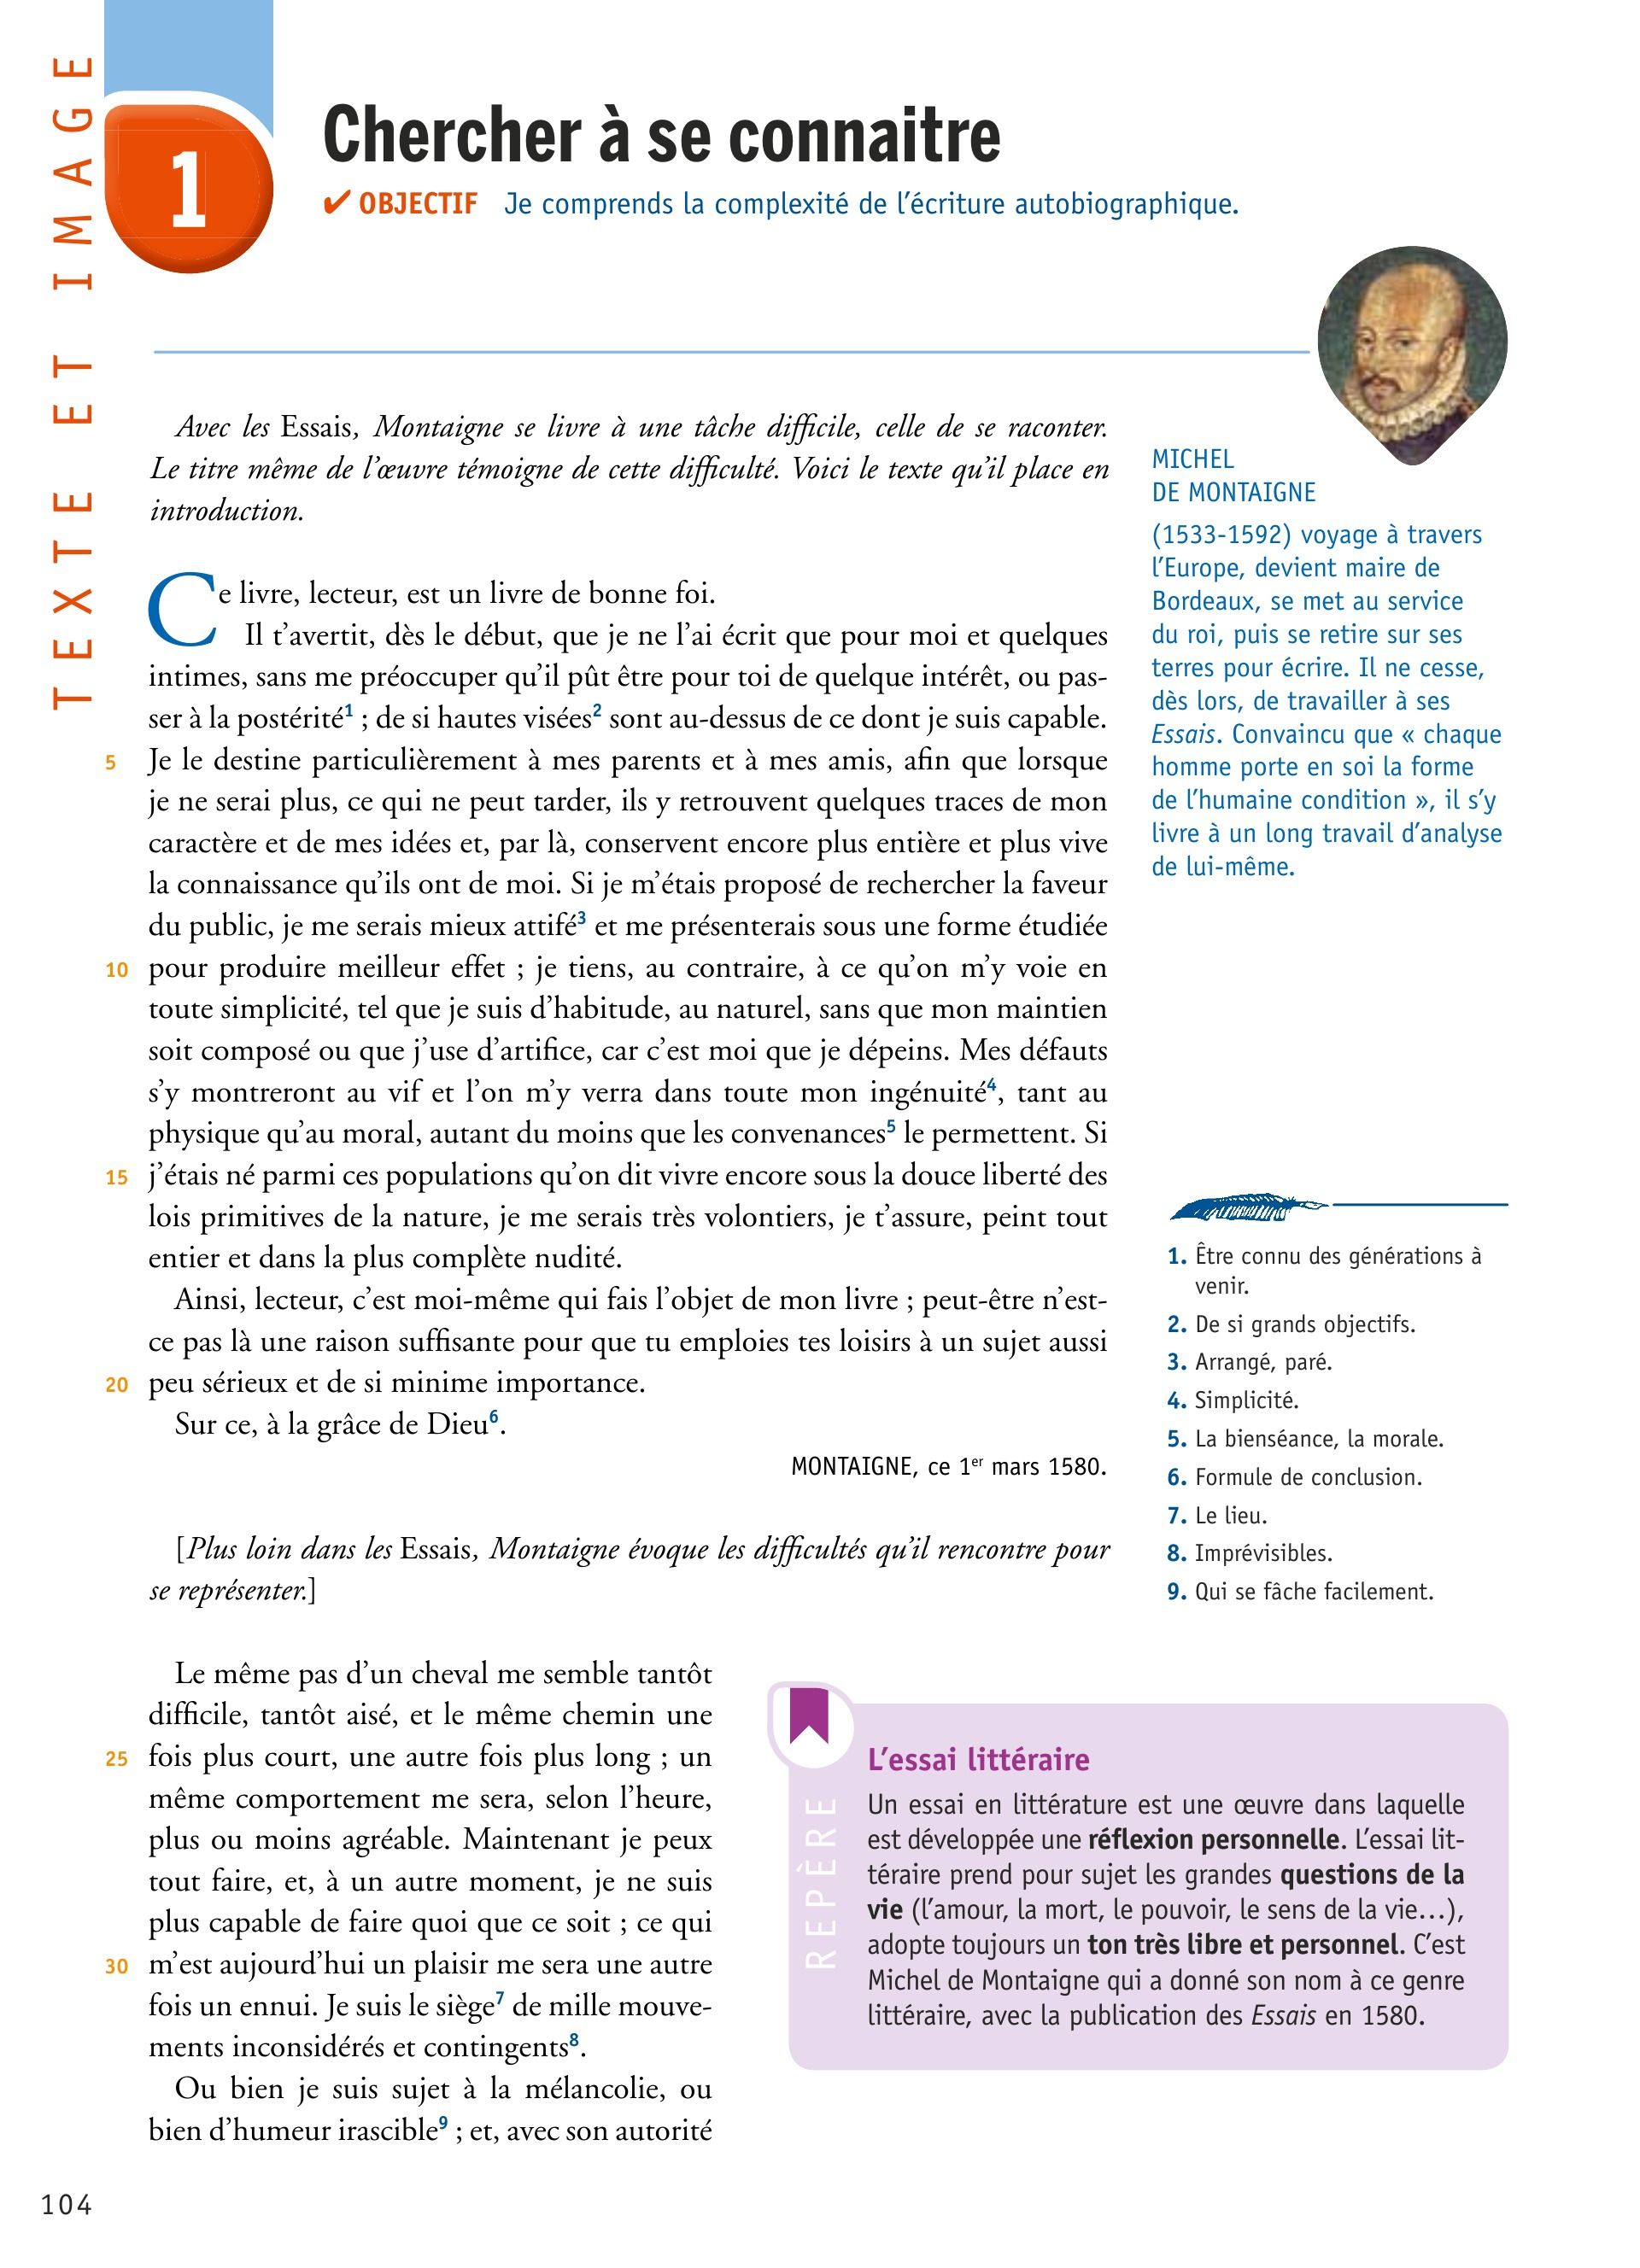 TEXTE ET IMAGE
1
Chercher à se connaitre
✔ OBJECTIF Je comprends la complexité de l’écriture autobiographique.
Avec les Essais, Montaigne se livre à une tâche difficile, celle de se raconter.
Le titre même de l’œuvre témoigne de cette difficulté. Voici le texte qu’il place en
introduction.
Ce livre, lecteur, est un livre de bonne foi.
Il t’avertit, dès le début, que je ne l’ai écrit que pour moi et quelques
intimes, sans me préoccuper qu’il pût être pour toi de quelque intérêt, ou pas-
ser à la postérité1 ; de si hautes visées2 sont au-dessus de ce dont je suis capable.
5 Je le destine particulièrement à mes parents et à mes amis, afin que lorsque
je ne serai plus, ce qui ne peut tarder, ils y retrouvent quelques traces de mon
caractère et de mes idées et, par là, conservent encore plus entière et plus vive
la connaissance qu’ils ont de moi. Si je m’étais proposé de rechercher la faveur
du public, je me serais mieux attifé3 et me présenterais sous une forme étudiée
10 pour produire meilleur effet ; je tiens, au contraire, à ce qu’on m’y voie en
toute simplicité, tel que je suis d’habitude, au naturel, sans que mon maintien
soit composé ou que j’use d’artifice, car c’est moi que je dépeins. Mes défauts
s’y montreront au vif et l’on m’y verra dans toute mon ingénuité4, tant au
physique qu’au moral, autant du moins que les convenances5 le permettent. Si
15 j’étais né parmi ces populations qu’on dit vivre encore sous la douce liberté des
lois primitives de la nature, je me serais très volontiers, je t’assure, peint tout
entier et dans la plus complète nudité.
Ainsi, lecteur, c’est moi-même qui fais l’objet de mon livre ; peut-être n’est-
ce pas là une raison suffisante pour que tu emploies tes loisirs à un sujet aussi
20 peu sérieux et de si minime importance.
Sur ce, à la grâce de Dieu6.
MONTAIGNE, ce 1er mars 1580.
[Plus loin dans les Essais, Montaigne évoque les difficultés qu’il rencontre pour
se représenter.]
Le même pas d’un cheval me semble tantôt
difficile, tantôt aisé, et le même chemin une
25 fois plus court, une autre fois plus long ; un
même comportement me sera, selon l’heure,
plus ou moins agréable. Maintenant je peux
tout faire, et, à un autre moment, je ne suis
plus capable de faire quoi que ce soit ; ce qui
30 m’est aujourd’hui un plaisir me sera une autre
fois un ennui. Je suis le siège7 de mille mouve-
ments inconsidérés et contingents8.
Ou bien je suis sujet à la mélancolie, ou
bien d’humeur irascible9 ; et, avec son autorité
MICHEL
DE MONTAIGNE
(1533-1592) voyage à travers
l’Europe, devient maire de
Bordeaux, se met au service
du roi, puis se retire sur ses
terres pour écrire. Il ne cesse,
dès lors, de travailler à ses
Essais. Convaincu que « chaque
homme porte en soi la forme
de l’humaine condition », il s’y
livre à un long travail d’analyse
de lui-même.
1. Être connu des générations à
venir.
2. De si grands objectifs.
3. Arrangé, paré.
4. Simplicité.
5. La bienséance, la morale.
6. Formule de conclusion.
7. Le lieu.
8. Imprévisibles.
9. Qui se fâche facilement.
REPÈRE
L’essai littéraire
Un essai en littérature est une œuvre dans laquelle
est développée une réflexion personnelle. L’essai lit-
téraire prend pour sujet les grandes questions de la
vie (l’amour, la mort, le pouvoir, le sens de la vie…),
adopte toujours un ton très libre et personnel. C’est
Michel de Montaigne qui a donné son nom à ce genre
littéraire, avec la publication des Essais en 1580.
104